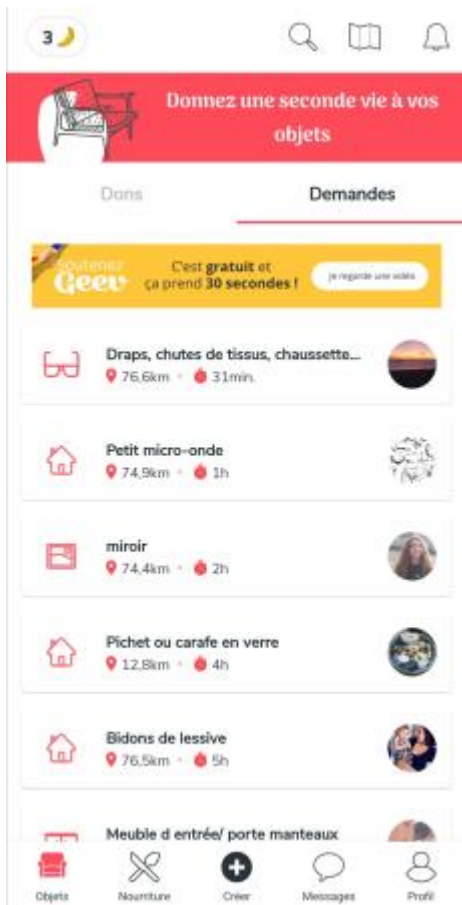 3
Donnez une seconde vie à vos
objets
Dons
Demandes
Soutenez
Geev
C'est gratuit et
ça prend 30 secondes !
je regarde une vidéo
Draps, chutes de tissus, chaussette...
76,6km • 31min.
Petit micro-onde
74,9km • 1h
miroir
74,4km • 2h
Pichet ou carafe en verre
12,8km • 4h
Bidons de lessive
76,5km • 5h
Meuble d entrée/ porte manteaux
Objets
Nourriture
Créer
Messages
Profil